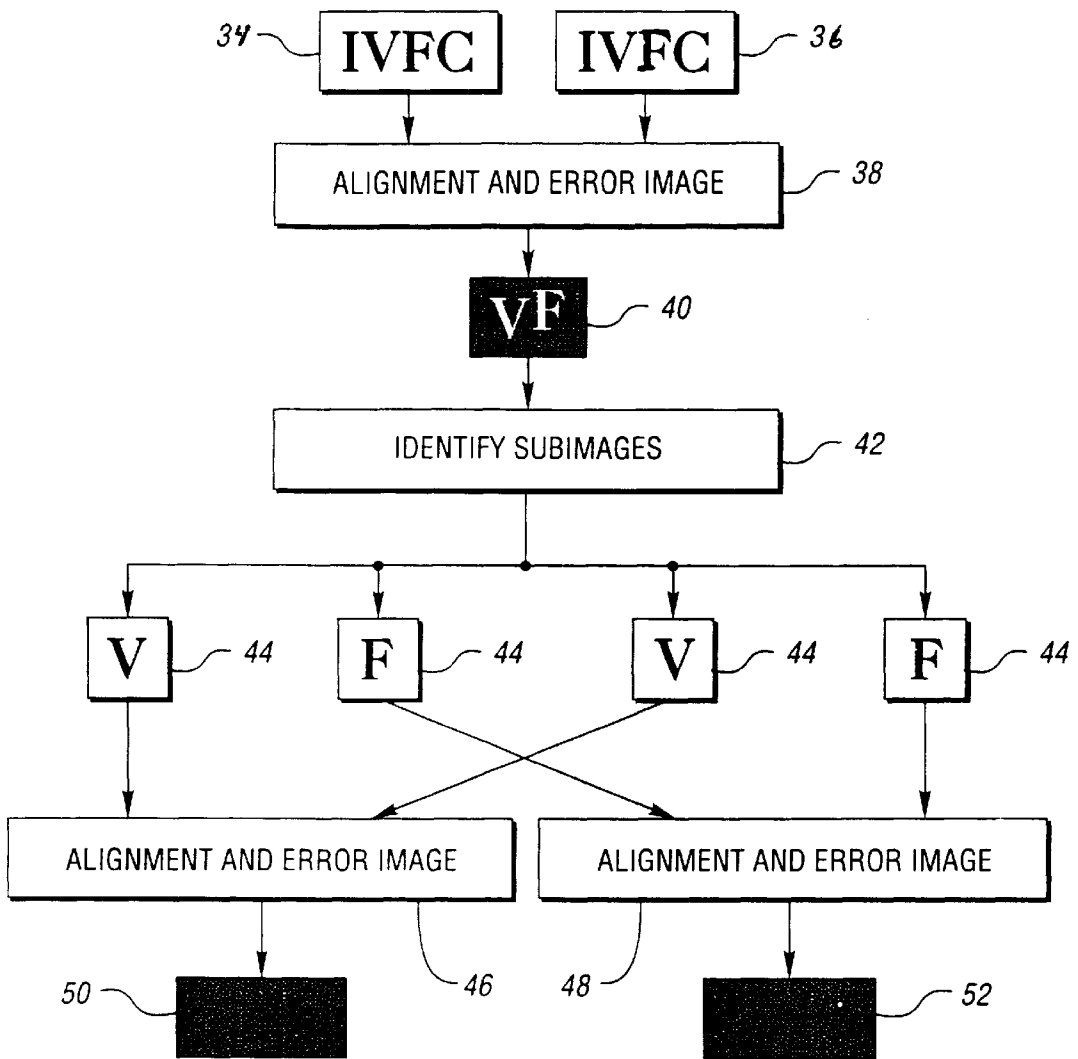 34 IVFC IVFC 36
ALIGNMENT AND ERROR IMAGE 38
VF 40
IDENTIFY SUBIMAGES 42
V 44 F 44 V 44 F 44
ALIGNMENT AND ERROR IMAGE ALIGNMENT AND ERROR IMAGE
50 46 48 52